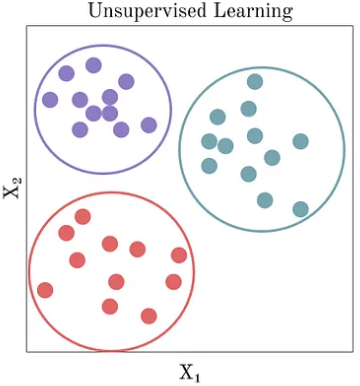 Unsupervised Learning
X₂
X₁